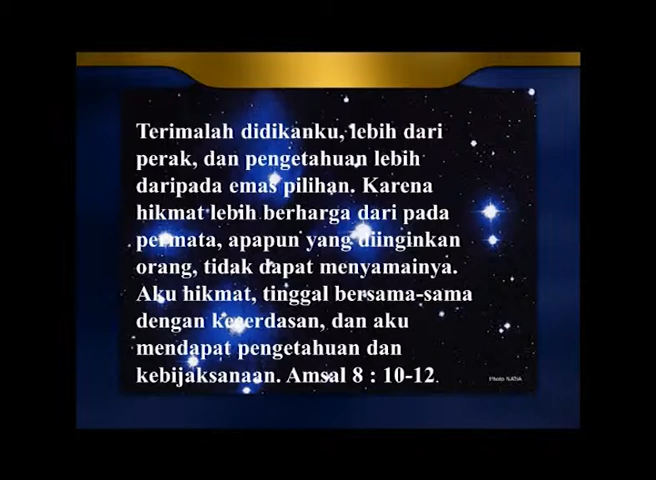 Terimalah didikanku, lebih dari
perak, dan pengetahuan lebih
daripada emas pilihan. Karena
hikmat lebih berharga dari pada
permata, apapun yang diinginkan
orang, tidak dapat menyamainya.
Aku hikmat, tinggal bersama-sama
dengan kecerdasan, dan aku
mendapat pengetahuan dan
kebijaksanaan. Amsal 8 : 10-12.
Photo NASA